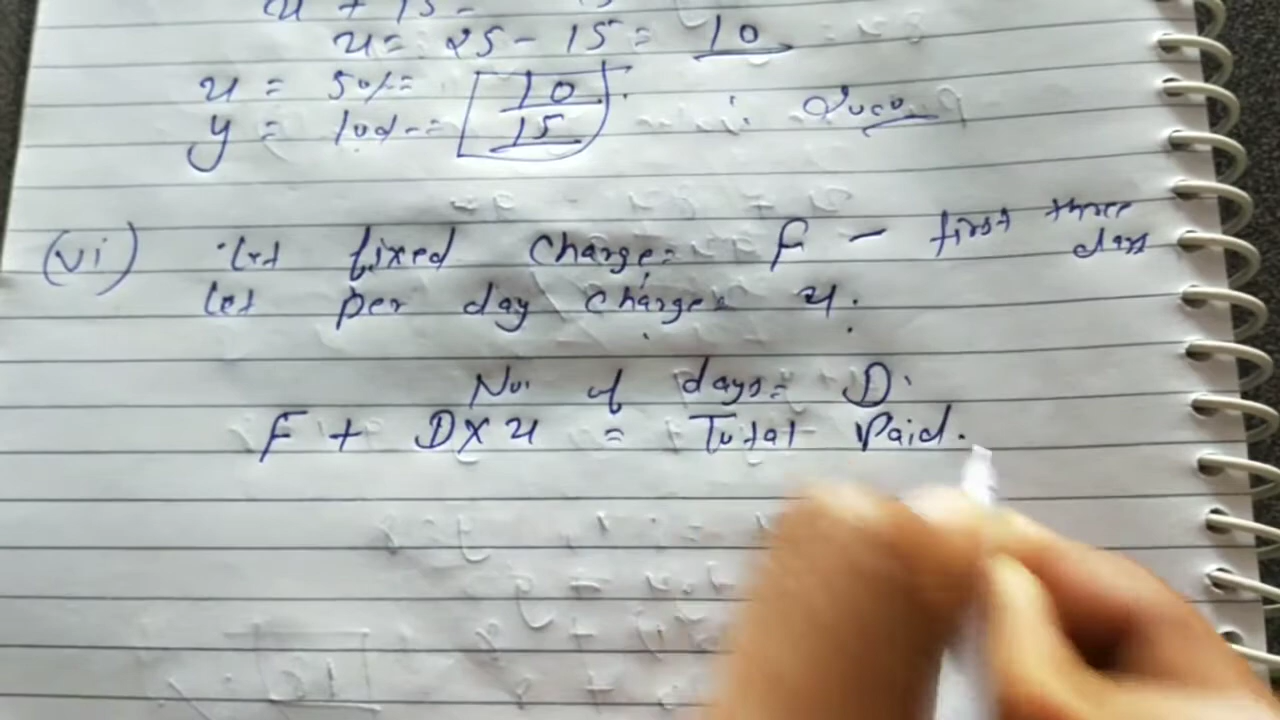 x + 15 =
x = 25 - 15 = 10
x = 50/- = 10
y = 100/- = 15
(vi) Let fixed charge = F - first three days
Let per day charge = x.
No. of days = D.
F + D × x = Total Paid.